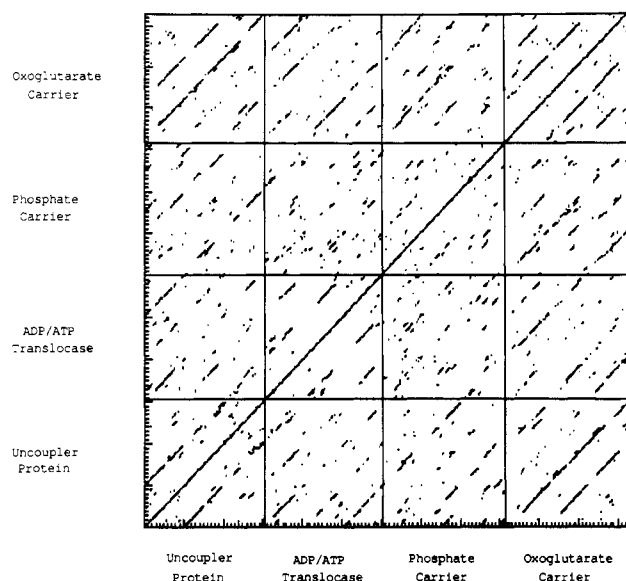 Oxoglutarate
Carrier
Phosphate
Carrier
ADP/ATP
Translocase
Uncoupler
Protein
Uncoupler
Protein
ADP/ATP
Translocase
Phosphate
Carrier
Oxoglutarate
Carrier